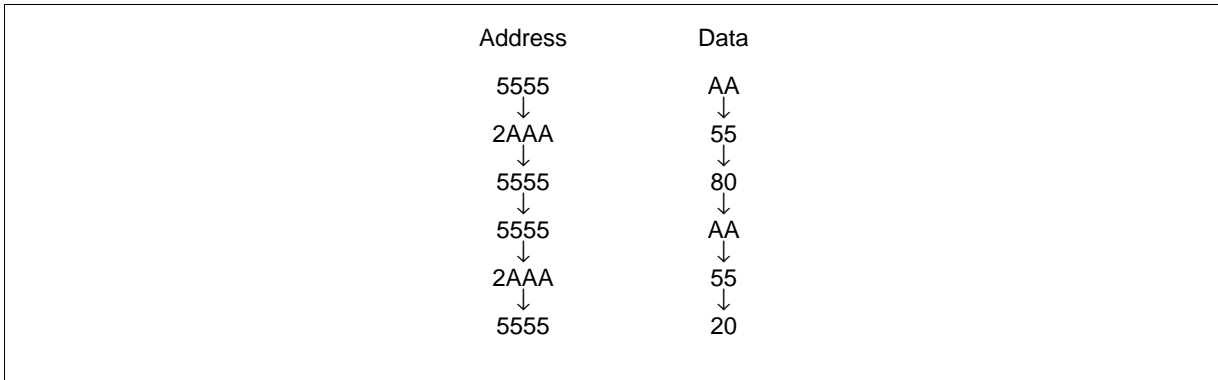 Address Data
5555 AA
↓ ↓
2AAA 55
↓ ↓
5555 80
↓ ↓
5555 AA
↓ ↓
2AAA 55
↓ ↓
5555 20